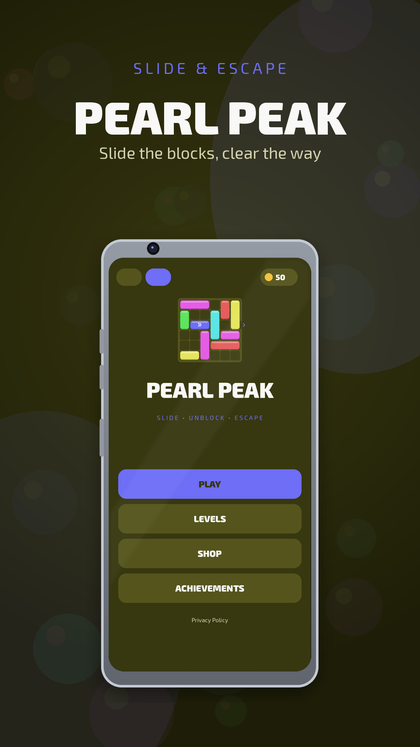 SLIDE & ESCAPE
PEARL PEAK
Slide the blocks, clear the way
50
PEARL PEAK
SLIDE • UNBLOCK • ESCAPE
PLAY
LEVELS
SHOP
ACHIEVEMENTS
Privacy Policy